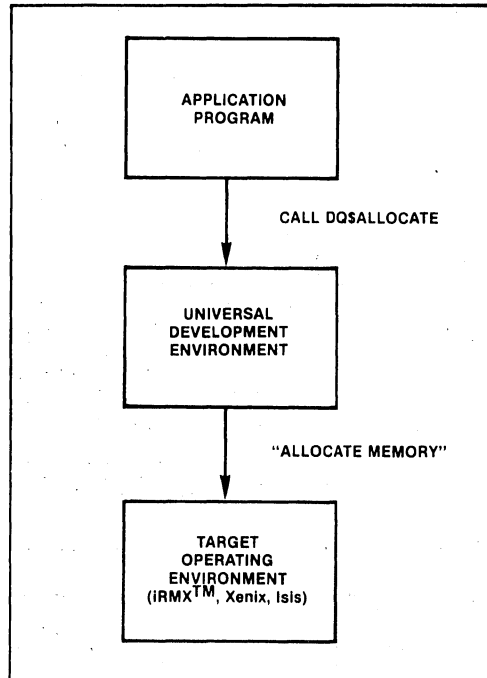 APPLICATION
PROGRAM
CALL DQ$ALLOCATE
UNIVERSAL
DEVELOPMENT
ENVIRONMENT
"ALLOCATE MEMORY"
TARGET
OPERATING
ENVIRONMENT
(iRMX™, Xenix, Isis)